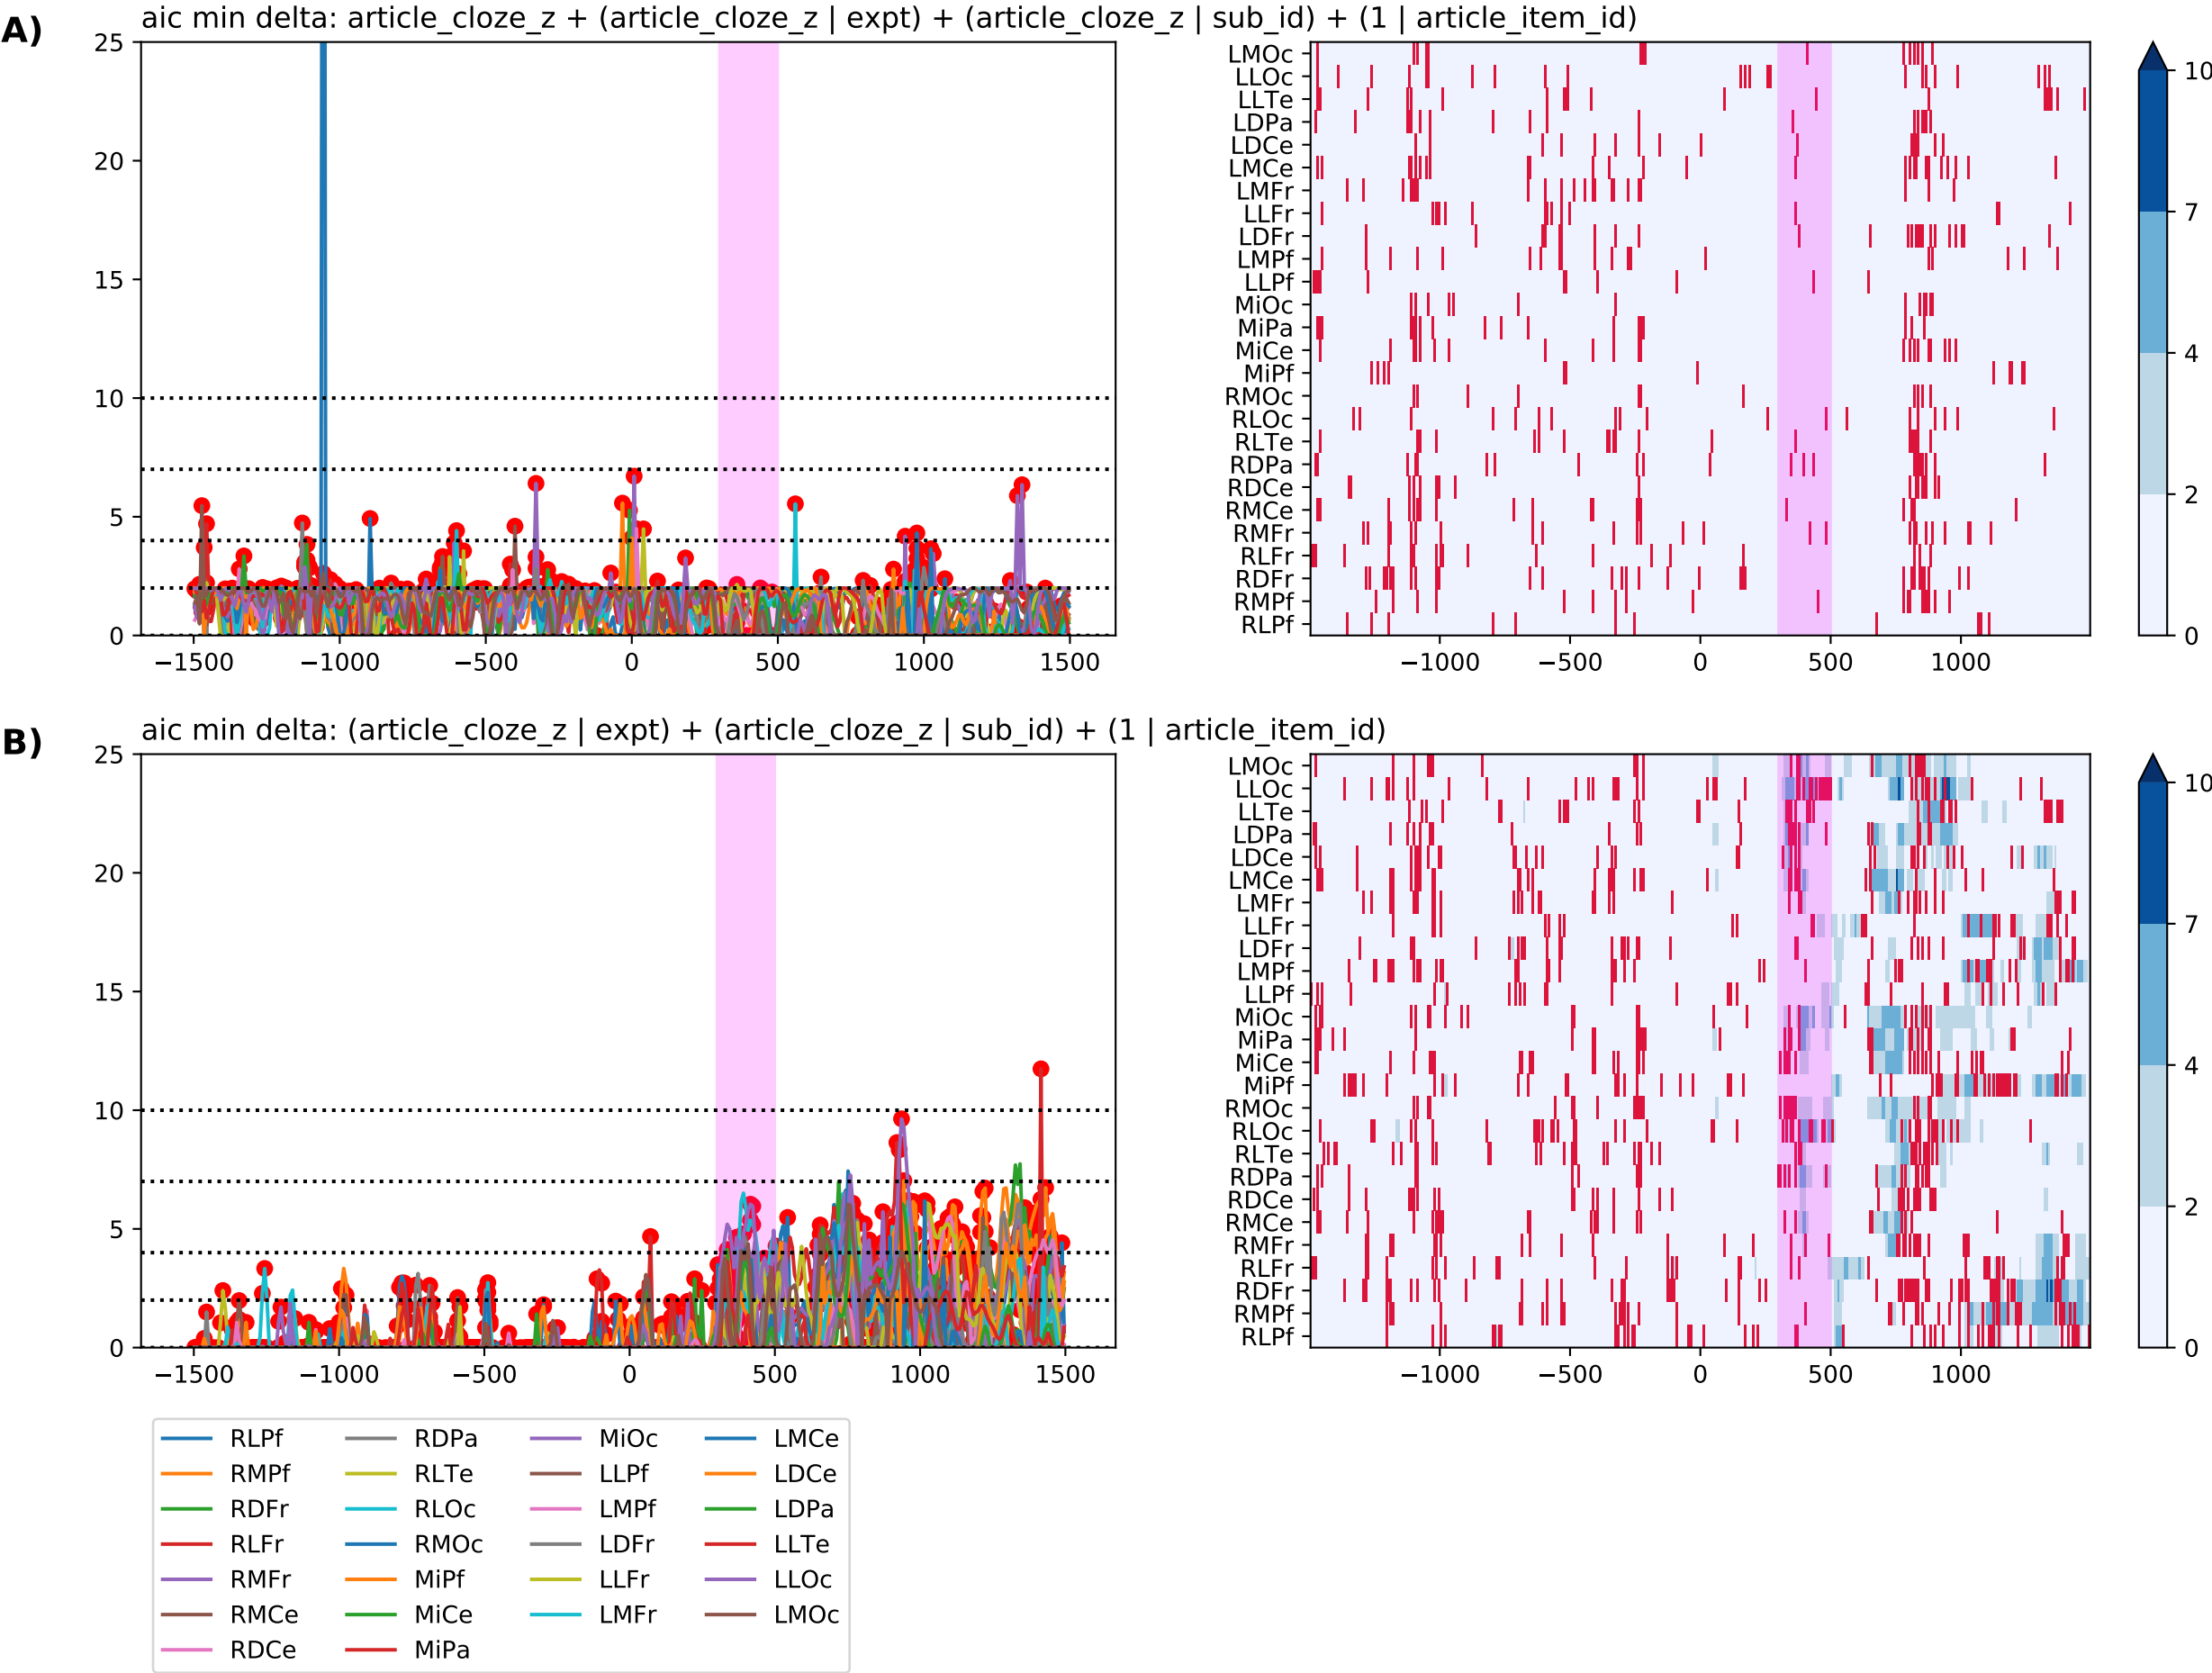 A)
aic min delta: article_cloze_z + (article_cloze_z | expt) + (article_cloze_z | sub_id) + (1 | article_item_id)
25
20
15
10
5
0
−1500 −1000 −500 0 500 1000 1500
LMOc
LLOc
LLTe
LDPa
LDCe
LMCe
LMFr
LLFr
LDFr
LMPf
LLPf
MiOc
MiPa
MiCe
MiPf
RMOc
RLOc
RLTe
RDPa
RDCe
RMCe
RMFr
RLFr
RDFr
RMPf
RLPf
−1000 −500 0 500 1000
10
7
4
2
0
B)
aic min delta: (article_cloze_z | expt) + (article_cloze_z | sub_id) + (1 | article_item_id)
25
20
15
10
5
0
−1500 −1000 −500 0 500 1000 1500
LMOc
LLOc
LLTe
LDPa
LDCe
LMCe
LMFr
LLFr
LDFr
LMPf
LLPf
MiOc
MiPa
MiCe
MiPf
RMOc
RLOc
RLTe
RDPa
RDCe
RMCe
RMFr
RLFr
RDFr
RMPf
RLPf
−1000 −500 0 500 1000
10
7
4
2
0
RLPf RDPa MiOc LMCe
RMPf RLTe LLPf LDCe
RDFr RLOc LMPf LDPa
RLFr RMOc LDFr LLTe
RMFr MiPf LLFr LLOc
RMCe MiCe LMFr LMOc
RDCe MiPa